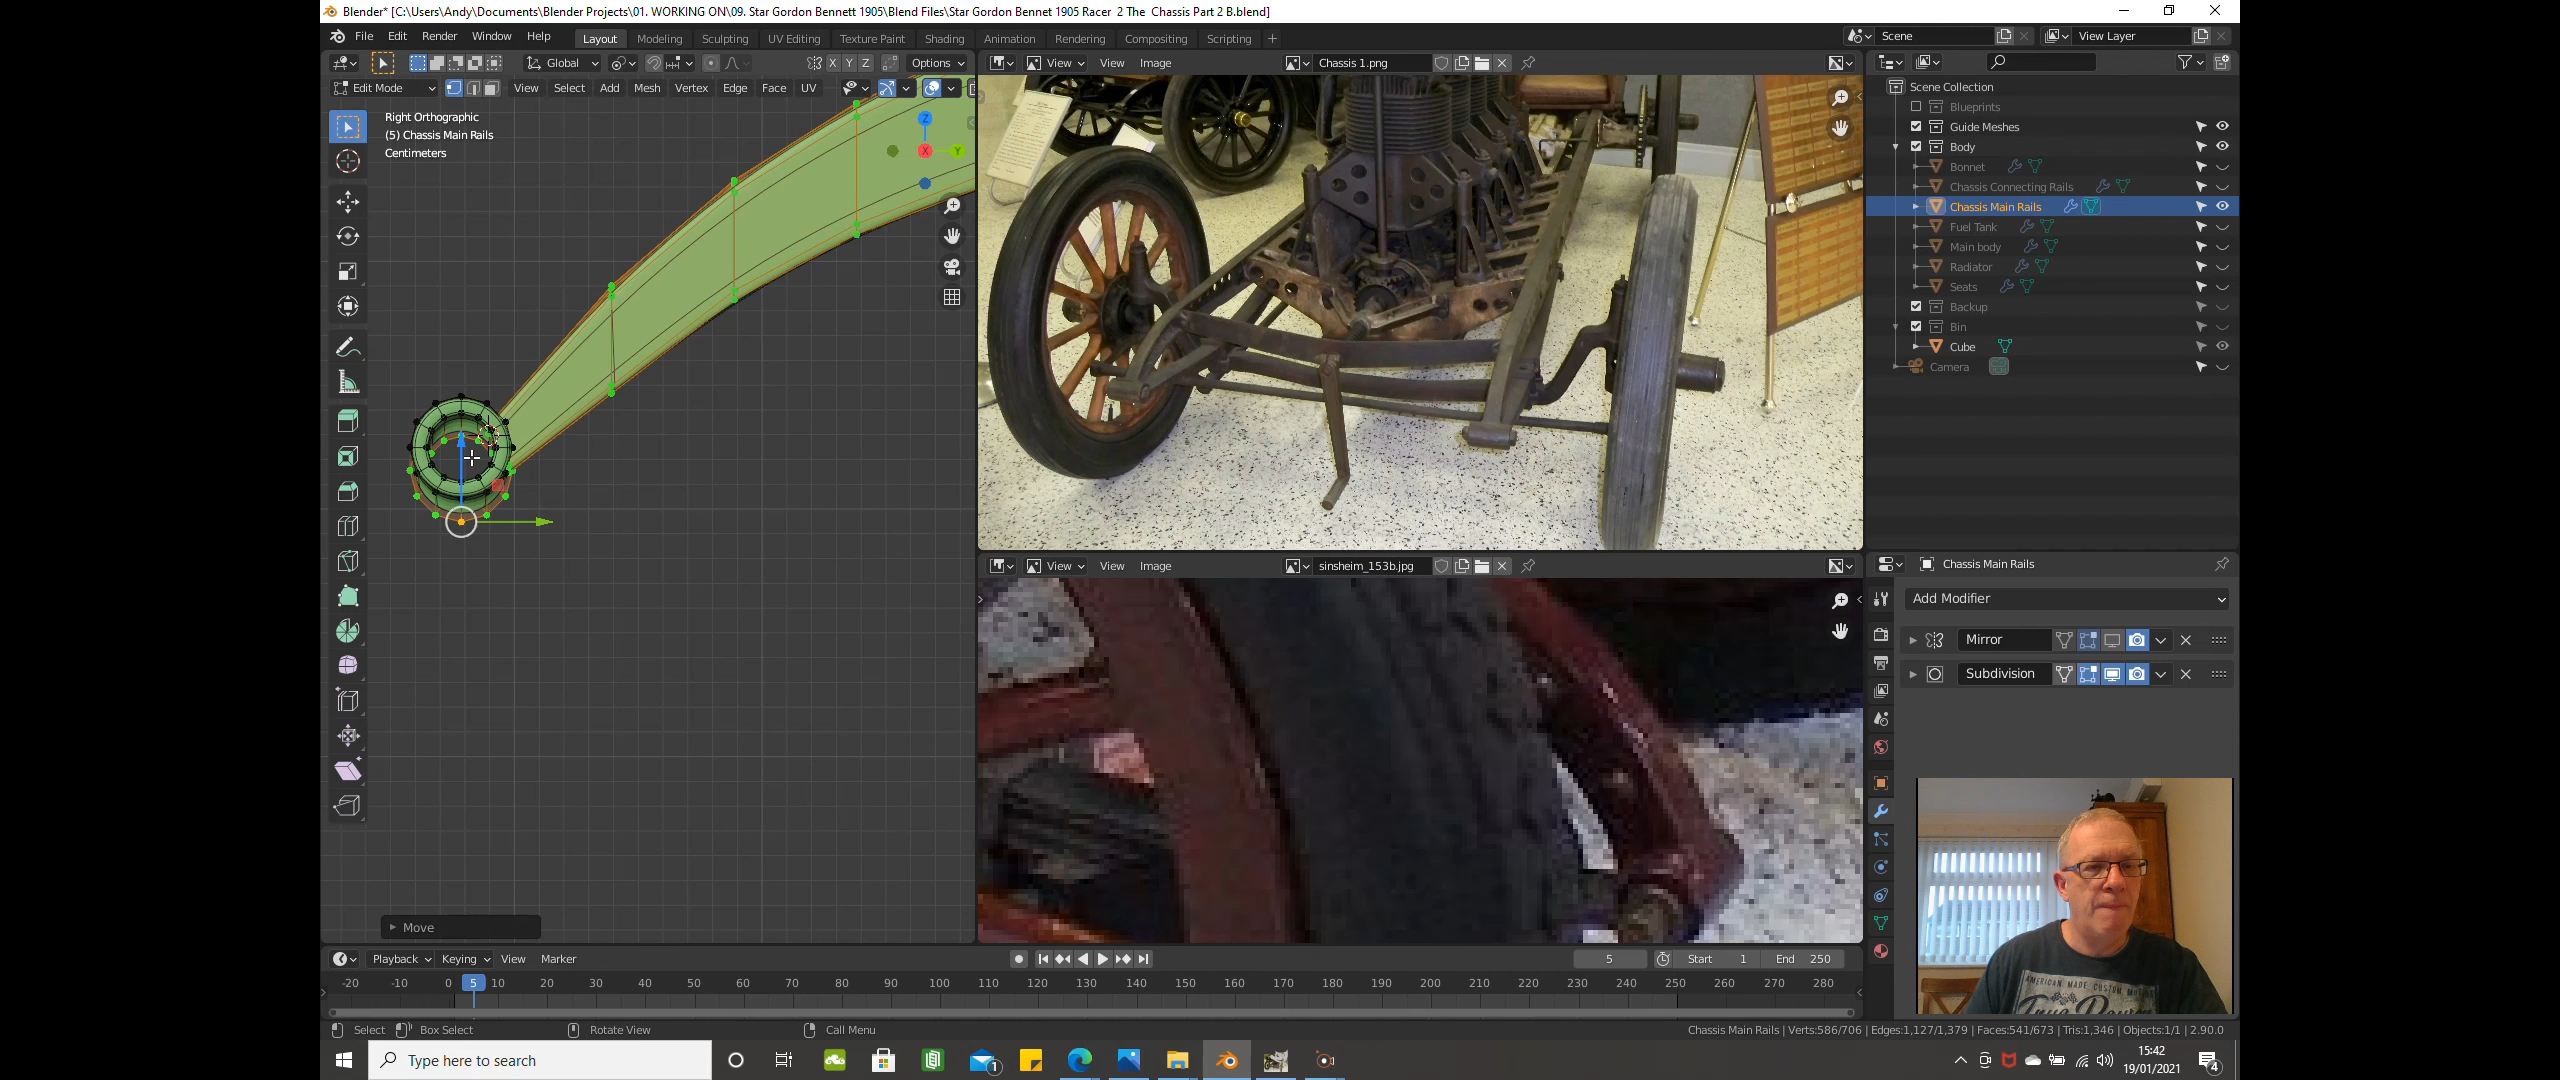 Blender* [C:\Users\Andy\Documents\Blender Projects\01. WORKING ON\09. Star Gordon Bennett 1905\Blend Files\Star Gordon Bennet 1905 Racer  2 The  Chassis Part 2 B.blend]
File Edit Render Window Help Layout Modeling Sculpting UV Editing Texture Paint Shading Animation Rendering Compositing Scripting + Scene View Layer
Global X Y Z Options View View Image Chassis 1.png
Edit Mode View Select Add Mesh Vertex Edge Face UV
Right Orthographic
(5) Chassis Main Rails
Centimeters
Z
X Y
Scene Collection
Blueprints
Guide Meshes
Body
Bonnet
Chassis Connecting Rails
Chassis Main Rails
Fuel Tank
Main body
Radiator
Seats
Backup
Bin
Cube
Camera
View View Image sinsheim_153b.jpg
Chassis Main Rails
Add Modifier
Mirror
Subdivision
AMERICAN MADE CUSTOM
Move
Playback Keying View Marker 5 Start 1 End 250
-20 -10 0 5 10 20 30 40 50 60 70 80 90 100 110 120 130 140 150 160 170 180 190 200 210 220 230 240 250 260 270 280
Select Box Select Rotate View Call Menu Chassis Main Rails | Verts:586/706 | Edges:1,127/1,379 | Faces:541/673 | Tris:1,346 | Objects:1/1 | 2.90.0
Type here to search
1
15:42
19/01/2021
4